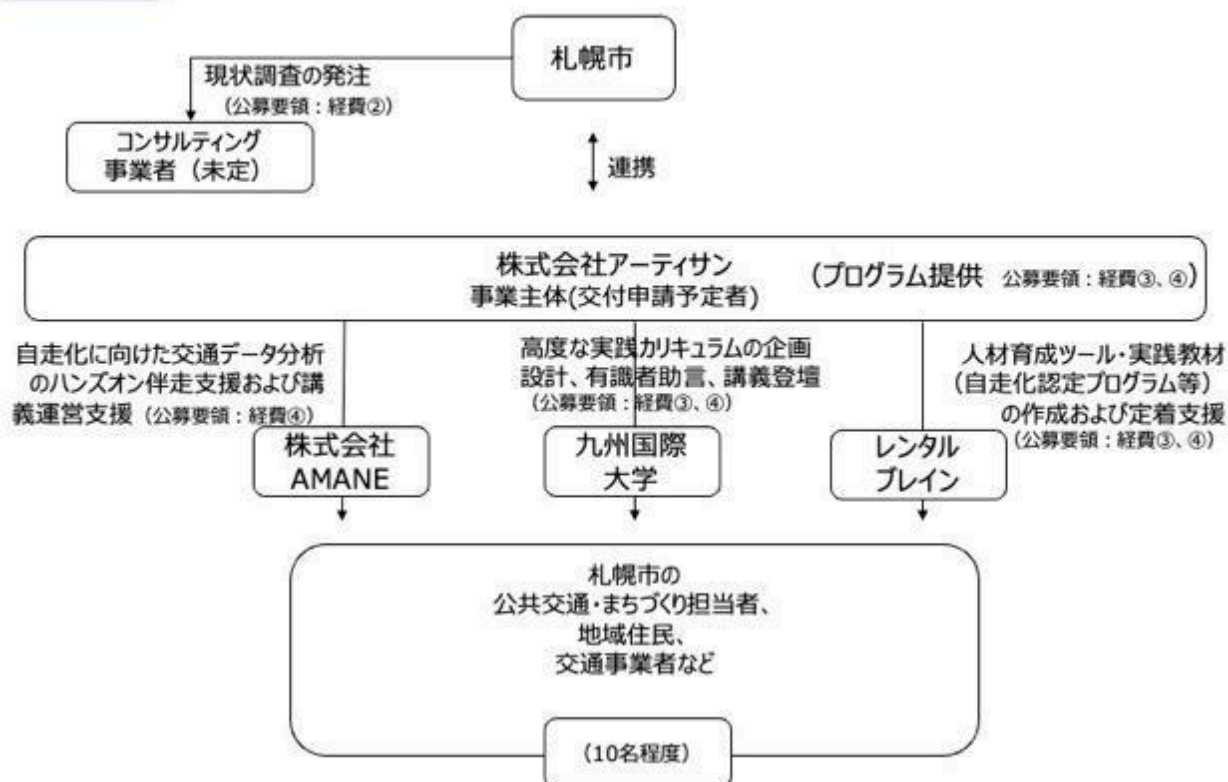 札幌市
現状調査の発注
(公募要領:経費②)
コンサルティング
事業者(未定)
連携
株式会社アーティサン
事業主体(交付申請予定者)
(プログラム提供 公募要領:経費③、④)
自走化に向けた交通データ分析
のハンズオン伴走支援および講
義運営支援(公募要領:経費④)
高度な実践カリキュラムの企画
設計、有識者助言、講義登壇
(公募要領:経費③、④)
人材育成ツール・実践教材
(自走化認定プログラム等)
の作成および定着支援
(公募要領:経費③、④)
株式会社
AMANE
九州国際
大学
レンタル
ブレイン
札幌市の
公共交通・まちづくり担当者、
地域住民、
交通事業者など
(10名程度)